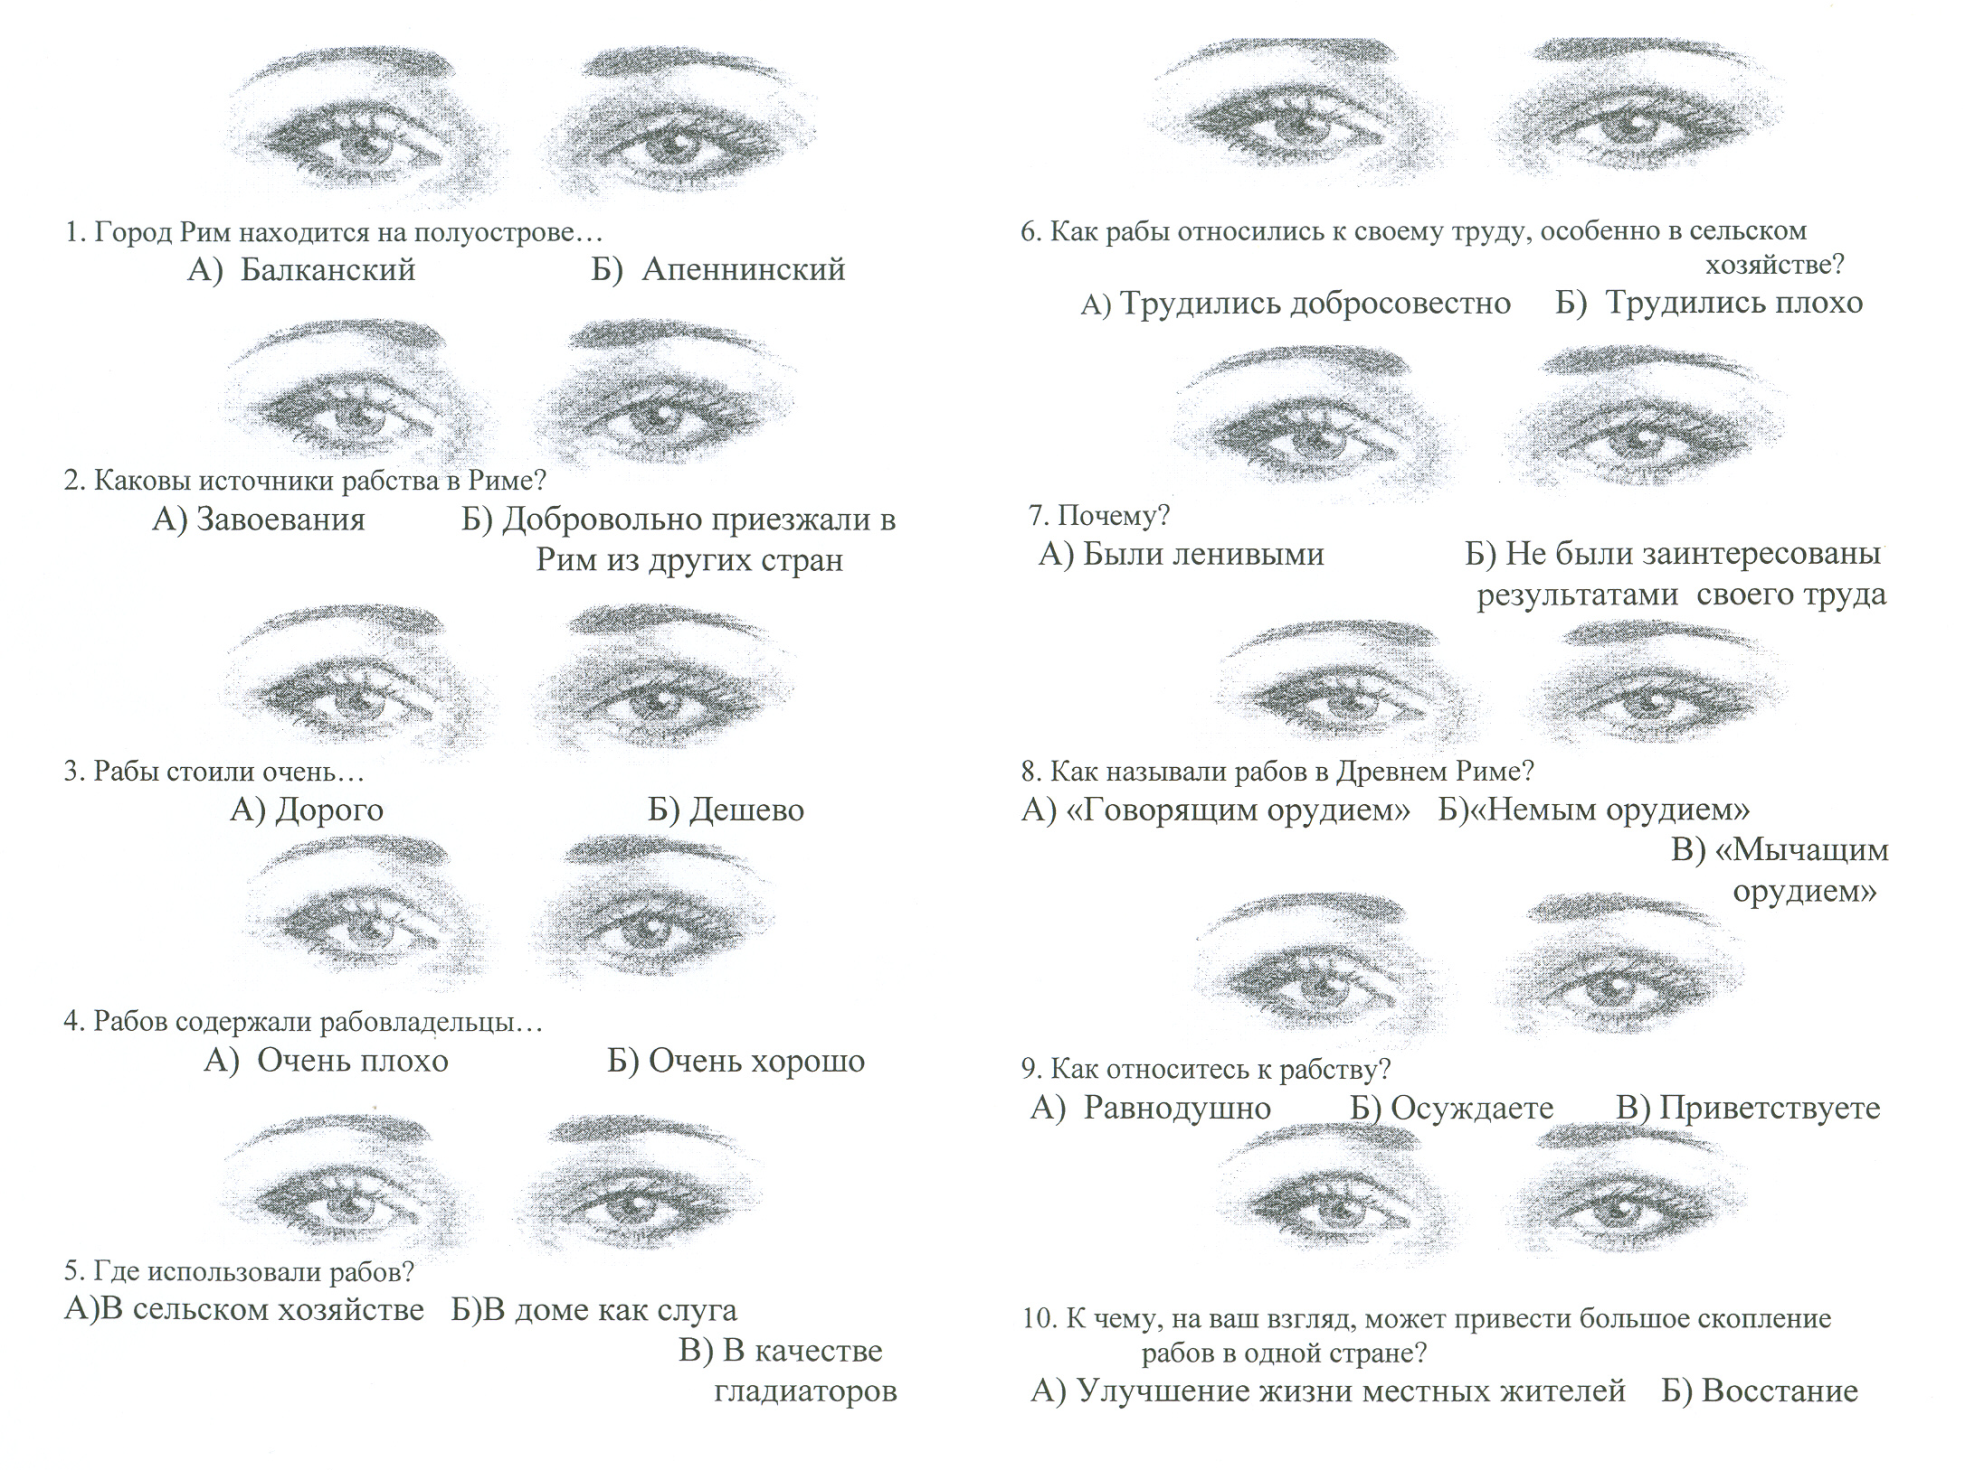 1. Город Рим находится на полуострове…
А) Балканский Б) Апеннинский
2. Каковы источники рабства в Риме?
А) Завоевания Б) Добровольно приезжали в
Рим из других стран
3. Рабы стоили очень…
А) Дорого Б) Дешево
4. Рабов содержали рабовладельцы…
А) Очень плохо Б) Очень хорошо
5. Где использовали рабов?
А)В сельском хозяйстве Б)В доме как слуга
В) В качестве
гладиаторов
6. Как рабы относились к своему труду, особенно в сельском
хозяйстве?
А) Трудились добросовестно Б) Трудились плохо
7. Почему?
А) Были ленивыми Б) Не были заинтересованы
результатами своего труда
8. Как называли рабов в Древнем Риме?
А) «Говорящим орудием» Б)«Немым орудием»
В) «Мычащим
орудием»
9. Как относитесь к рабству?
А) Равнодушно Б) Осуждаете В) Приветствуете
10. К чему, на ваш взгляд, может привести большое скопление
рабов в одной стране?
А) Улучшение жизни местных жителей Б) Восстание